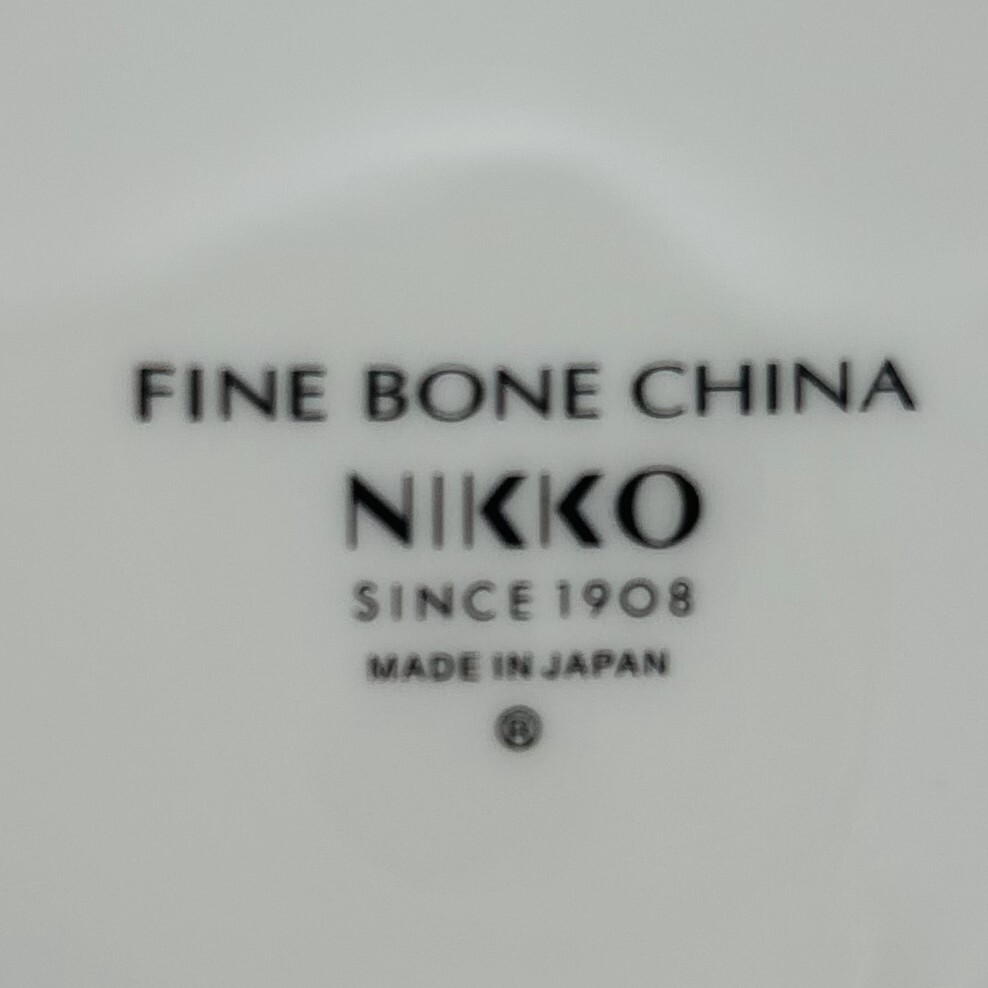 FINE BONE CHINA
NIKKO
SINCE 1908
MADE IN JAPAN
®